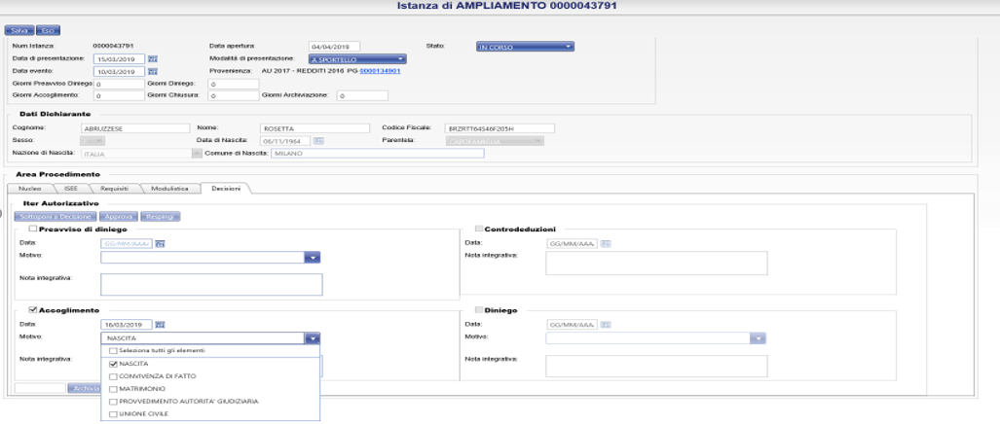 Istanza di AMPLIAMENTO 0000043791
Salva Esci
Num Istanza: 0000043791 Data apertura: 04/04/2019 Stato: IN CORSO
Data di presentazione: 15/03/2019 Modalità di presentazione: A SPORTELLO
Data evento: 10/03/2019 Provenienza: AU 2017 - REDDITI 2016 PG 0000134901
Giorni Preavviso Diniego: 0 Giorni Diniego: 0
Giorni Accoglimento: 0 Giorni Chiusura: 0 Giorni Archiviazione: 0
Dati Dichiarante
Cognome: ABRUZZESE Nome: ROSETTA Codice Fiscale: BRZRTT64S46F205H
Sesso: Data di Nascita: 06/11/1964 Parentela: CAPOFAMIGLIA
Nazione di Nascita: ITALIA Comune di Nascita: MILANO
Area Procedimento
Nucleo ISEE Requisiti Modulistica Decisioni
Iter Autorizzativo
Sottoponi a Decisione Approva Respingi
Preavviso di diniego Controdeduzioni
Data: GG/MM/AAAA Data: GG/MM/AAA
Motivo: Nota integrativa:
Nota integrativa:
Accoglimento Diniego
Data: 16/03/2019 Data: GG/MM/AAA
Motivo: NASCITA Motivo:
Seleziona tutti gli elementi
Nota integrativa: NASCITA Nota integrativa:
CONVIVENZA DI FATTO
Archivia MATRIMONIO
PROVVEDIMENTO AUTORITA' GIUDIZIARIA
UNIONE CIVILE